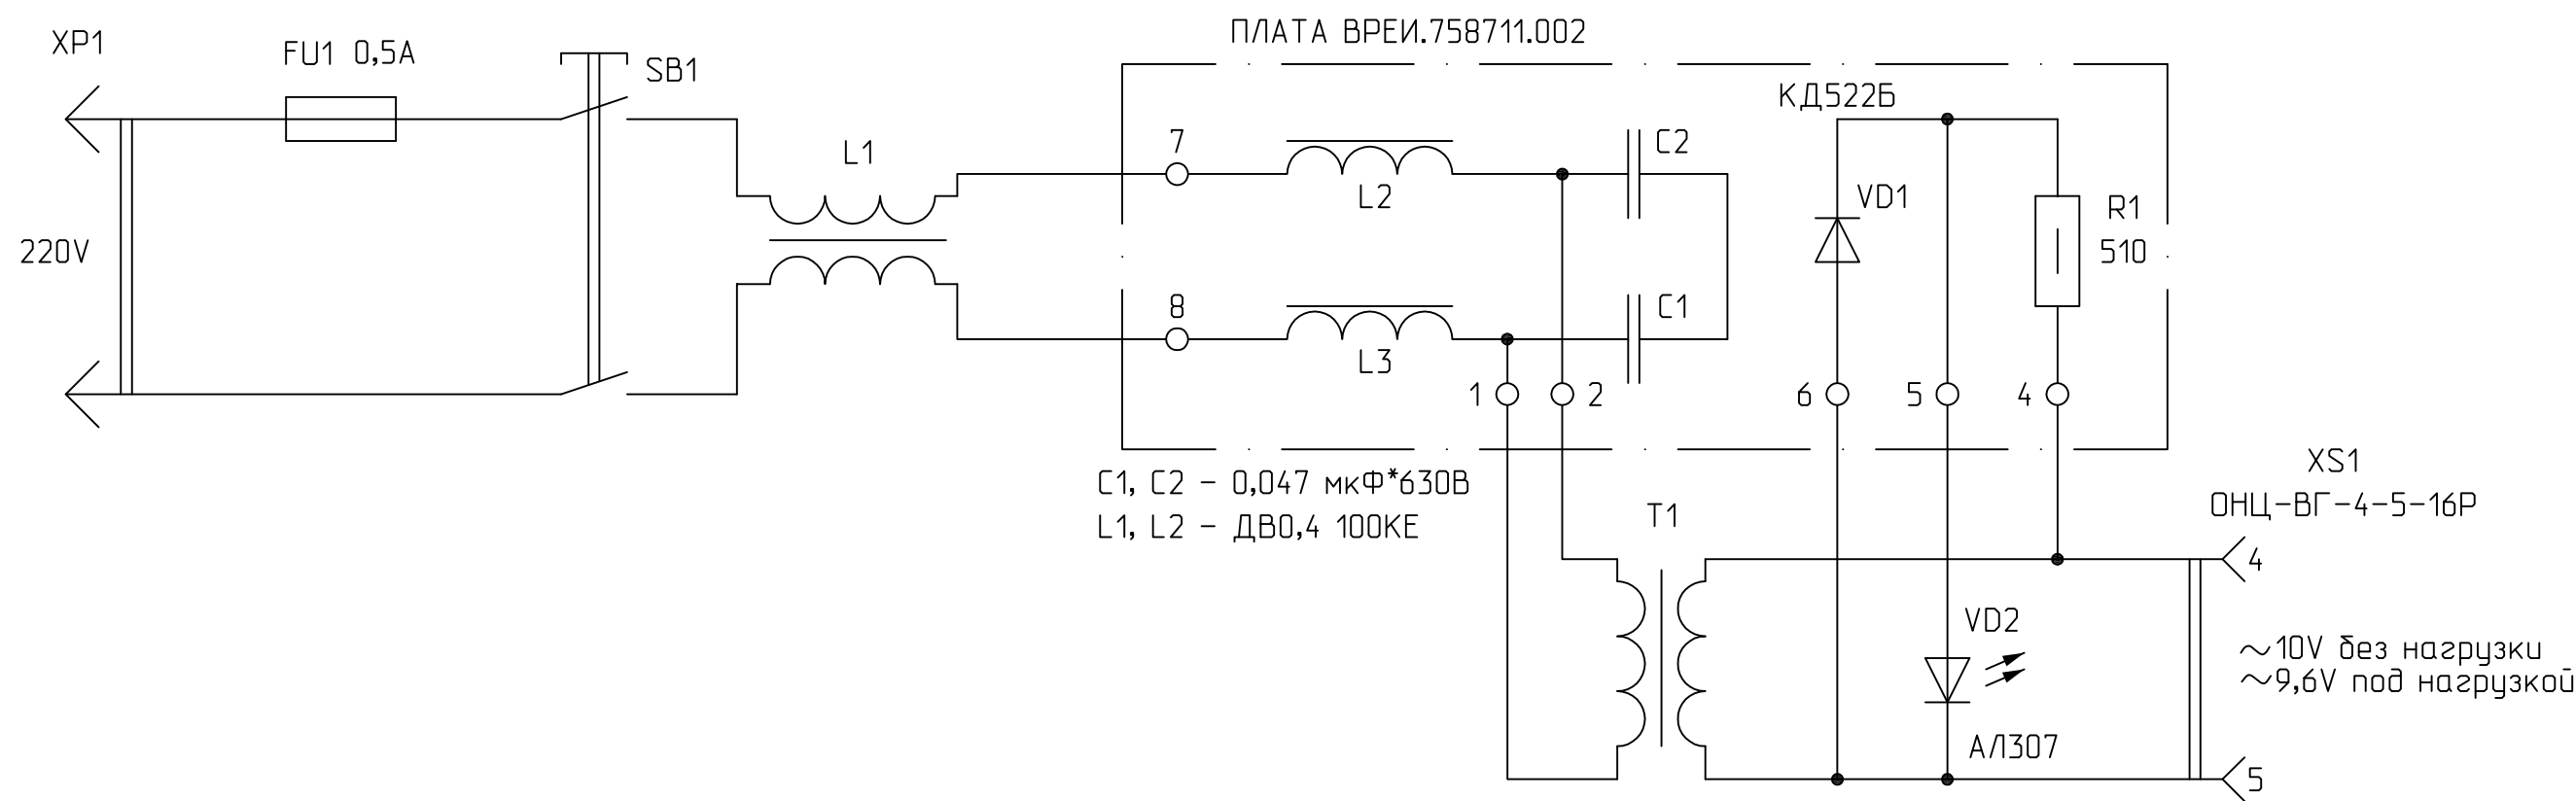 ПЛАТА ВРЕИ.758711.002
XP1
FU1 0,5А
SB1
КД522Б
7
C2
L1
L2
VD1
R1
510
220V
8
C1
L3
1
2
6
5
4
C1, C2 - 0,047 мкФ*630В
L1, L2 - ДВ0,4 100КЕ
XS1
ОНЦ-ВГ-4-5-16Р
T1
4
VD2
~10V без нагрузки
~9,6V под нагрузкой
АЛ307
5